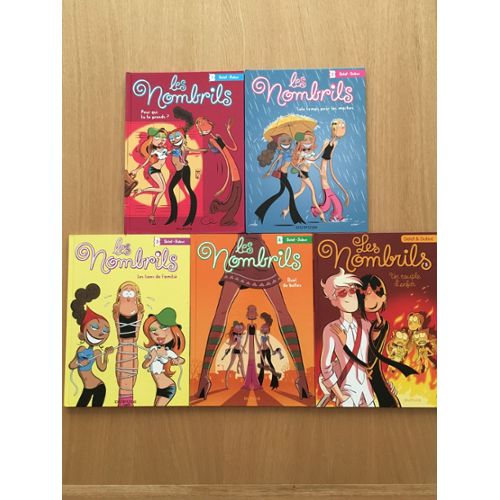 Les
Delaf - Dubuc
Nombrils
Pour qui
tu te prends ?
DUPUIS
Les
Delaf - Dubuc
Nombrils
Sale temps pour les moches
DUPUIS
Les
Delaf - Dubuc
Nombrils
Les liens de l'amitié
DUPUIS
Les
Delaf - Dubuc
Nombrils
Duel
de belles
DUPUIS
Delaf & Dubuc
Les
Nombrils
Un couple
d'enfer
DUPUIS